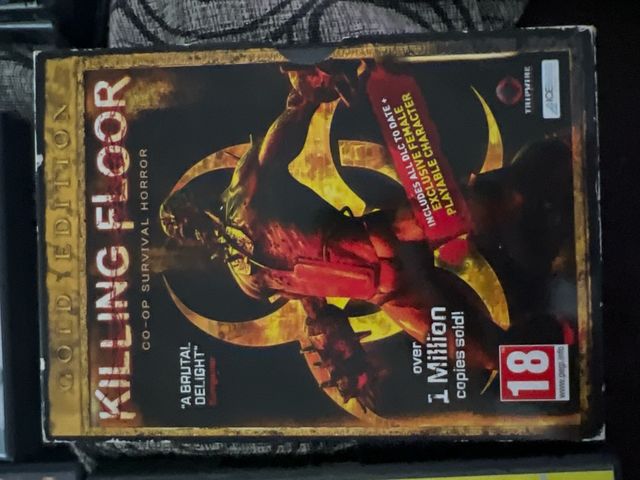 GOLD EDITION
KILLING FLOOR
CO-OP SURVIVAL HORROR
"A BRUTAL
DELIGHT"
INCLUDES ALL DLC TO DATE +
EXCLUSIVE FEMALE
PLAYABLE CHARACTER
over
1 Million
copies sold!
18
www.pegi.info
TRIPWIRE
ICE